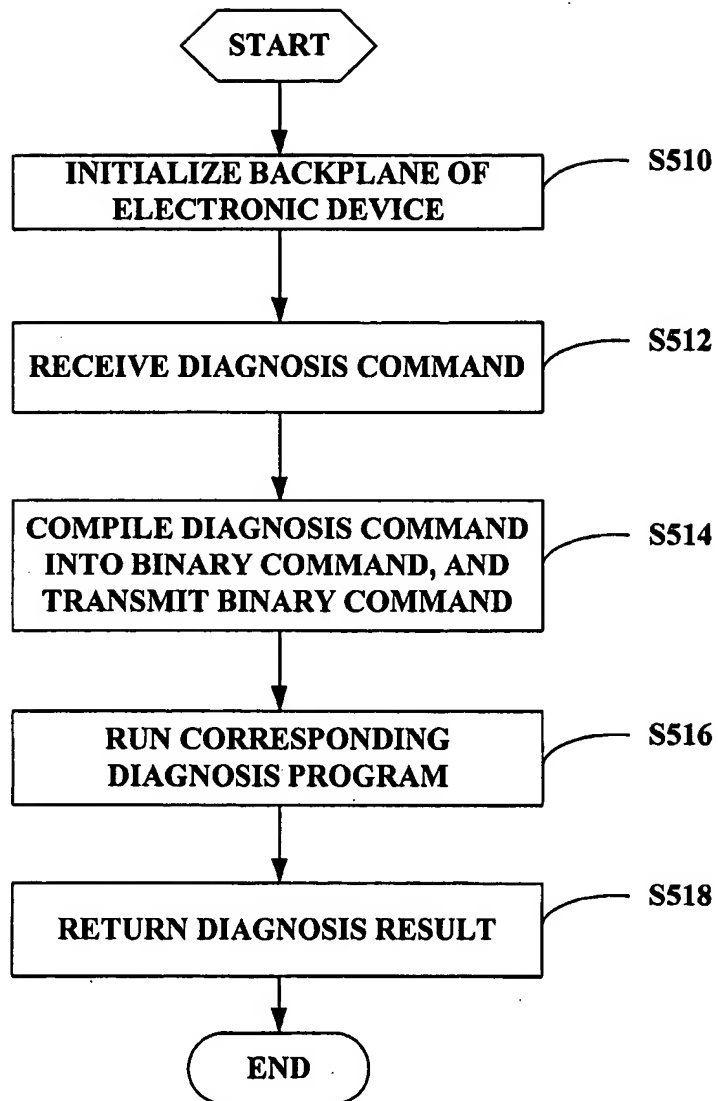 START
INITIALIZE BACKPLANE OF
ELECTRONIC DEVICE
S510
RECEIVE DIAGNOSIS COMMAND
S512
COMPILE DIAGNOSIS COMMAND
INTO BINARY COMMAND, AND
TRANSMIT BINARY COMMAND
S514
RUN CORRESPONDING
DIAGNOSIS PROGRAM
S516
RETURN DIAGNOSIS RESULT
S518
END